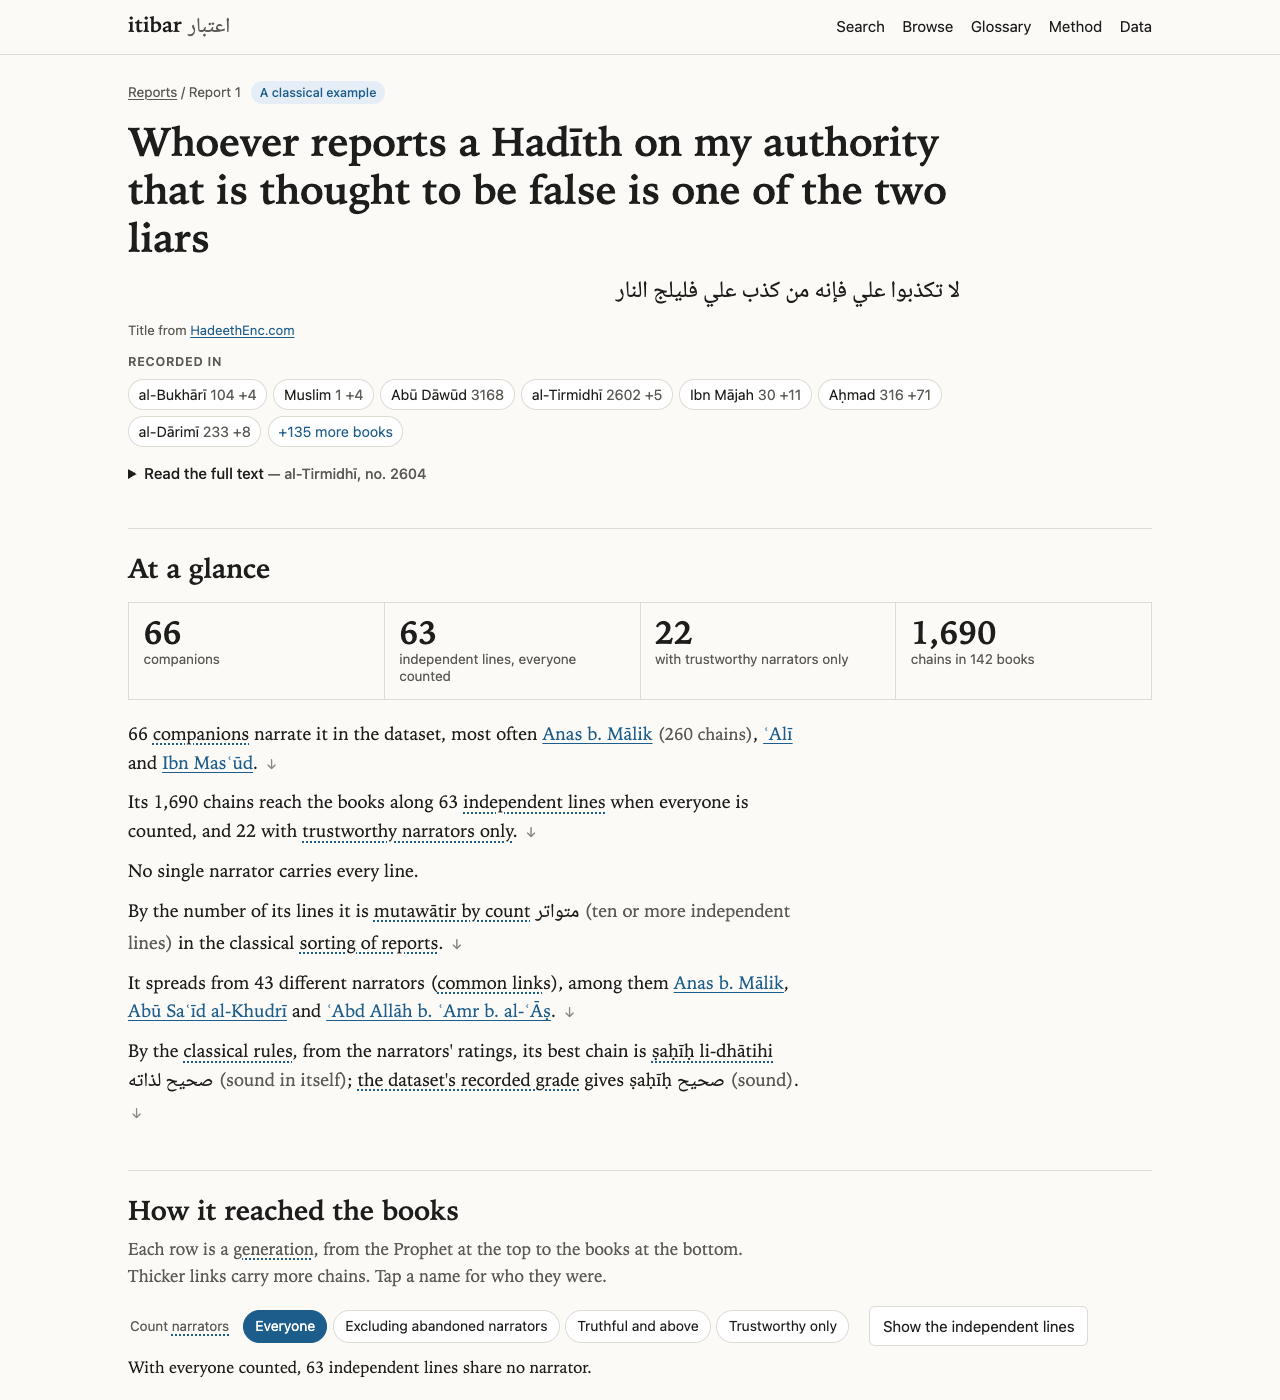 itibar اعتبار
Search Browse Glossary Method Data
Reports / Report 1 A classical example
Whoever reports a Hadīth on my authority
that is thought to be false is one of the two
liars
لا تكذبوا علي فإنه من كذب علي فليلج النار
Title from HadeethEnc.com
RECORDED IN
al-Bukhārī 104 +4 Muslim 1 +4 Abū Dāwūd 3168 al-Tirmidhī 2602 +5 Ibn Mājah 30 +11 Aḥmad 316 +71
al-Dārimī 233 +8 +135 more books
▶ Read the full text — al-Tirmidhī, no. 2604
At a glance
66 63 22 1,690
companions independent lines, everyone with trustworthy narrators only chains in 142 books
counted
66 companions narrate it in the dataset, most often Anas b. Mālik (260 chains), ʿAlī
and Ibn Masʿūd. ↓
Its 1,690 chains reach the books along 63 independent lines when everyone is
counted, and 22 with trustworthy narrators only. ↓
No single narrator carries every line.
By the number of its lines it is mutawātir by count متواتر (ten or more independent
lines) in the classical sorting of reports. ↓
It spreads from 43 different narrators (common links), among them Anas b. Mālik,
Abū Saʿīd al-Khudrī and ʿAbd Allāh b. ʿAmr b. al-ʿĀṣ. ↓
By the classical rules, from the narrators' ratings, its best chain is ṣaḥīḥ li-dhātihi
صحيح لذاته (sound in itself); the dataset's recorded grade gives ṣaḥīḥ صحيح (sound).
↓
How it reached the books
Each row is a generation, from the Prophet at the top to the books at the bottom.
Thicker links carry more chains. Tap a name for who they were.
Count narrators Everyone Excluding abandoned narrators Truthful and above Trustworthy only Show the independent lines
With everyone counted, 63 independent lines share no narrator.